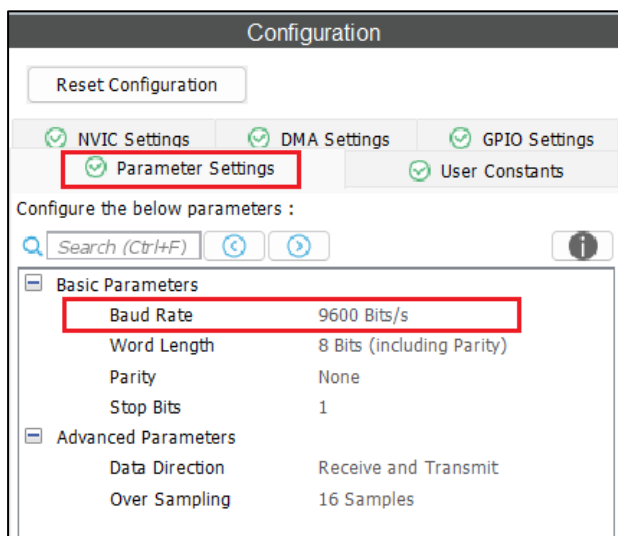 Configuration
Reset Configuration
NVIC Settings DMA Settings GPIO Settings
Parameter Settings User Constants
Configure the below parameters :
Search (Ctrl+F)
Basic Parameters
Baud Rate 9600 Bits/s
Word Length 8 Bits (including Parity)
Parity None
Stop Bits 1
Advanced Parameters
Data Direction Receive and Transmit
Over Sampling 16 Samples